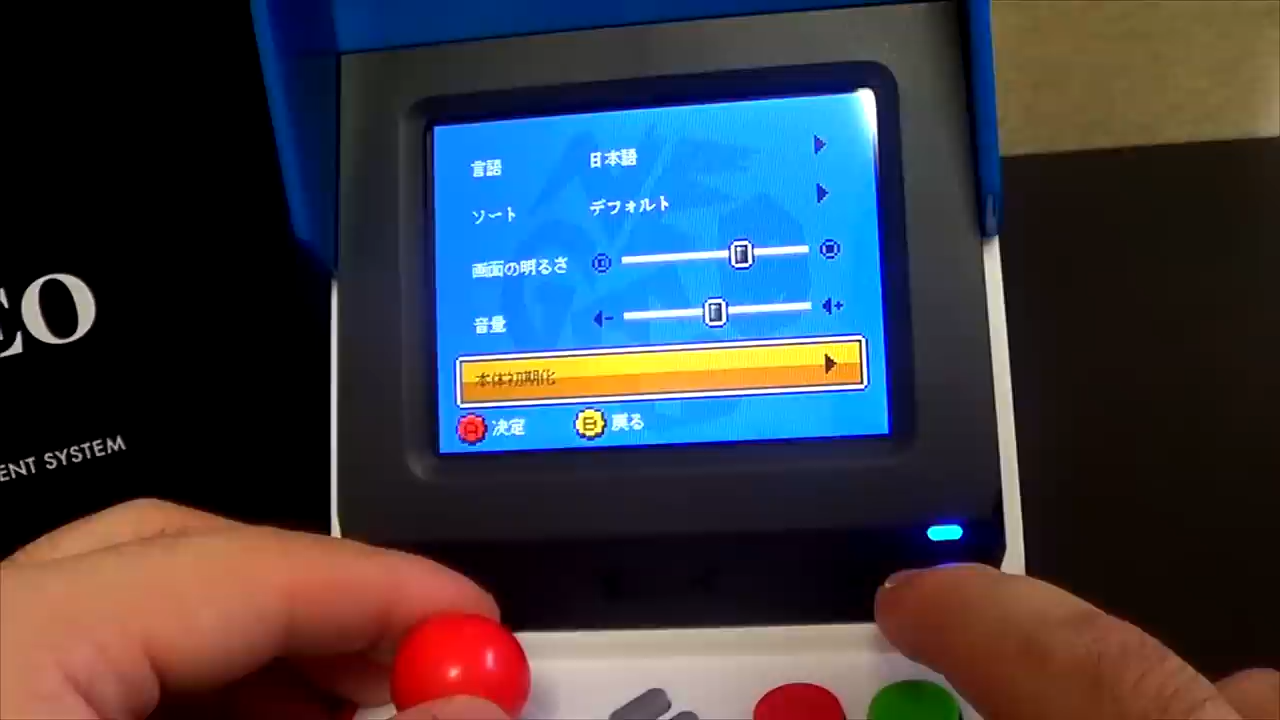 言語 日本語
ソート デフォルト
画面の明るさ
音量
本体初期化
A 決定 B 戻る
EO
ENT SYSTEM